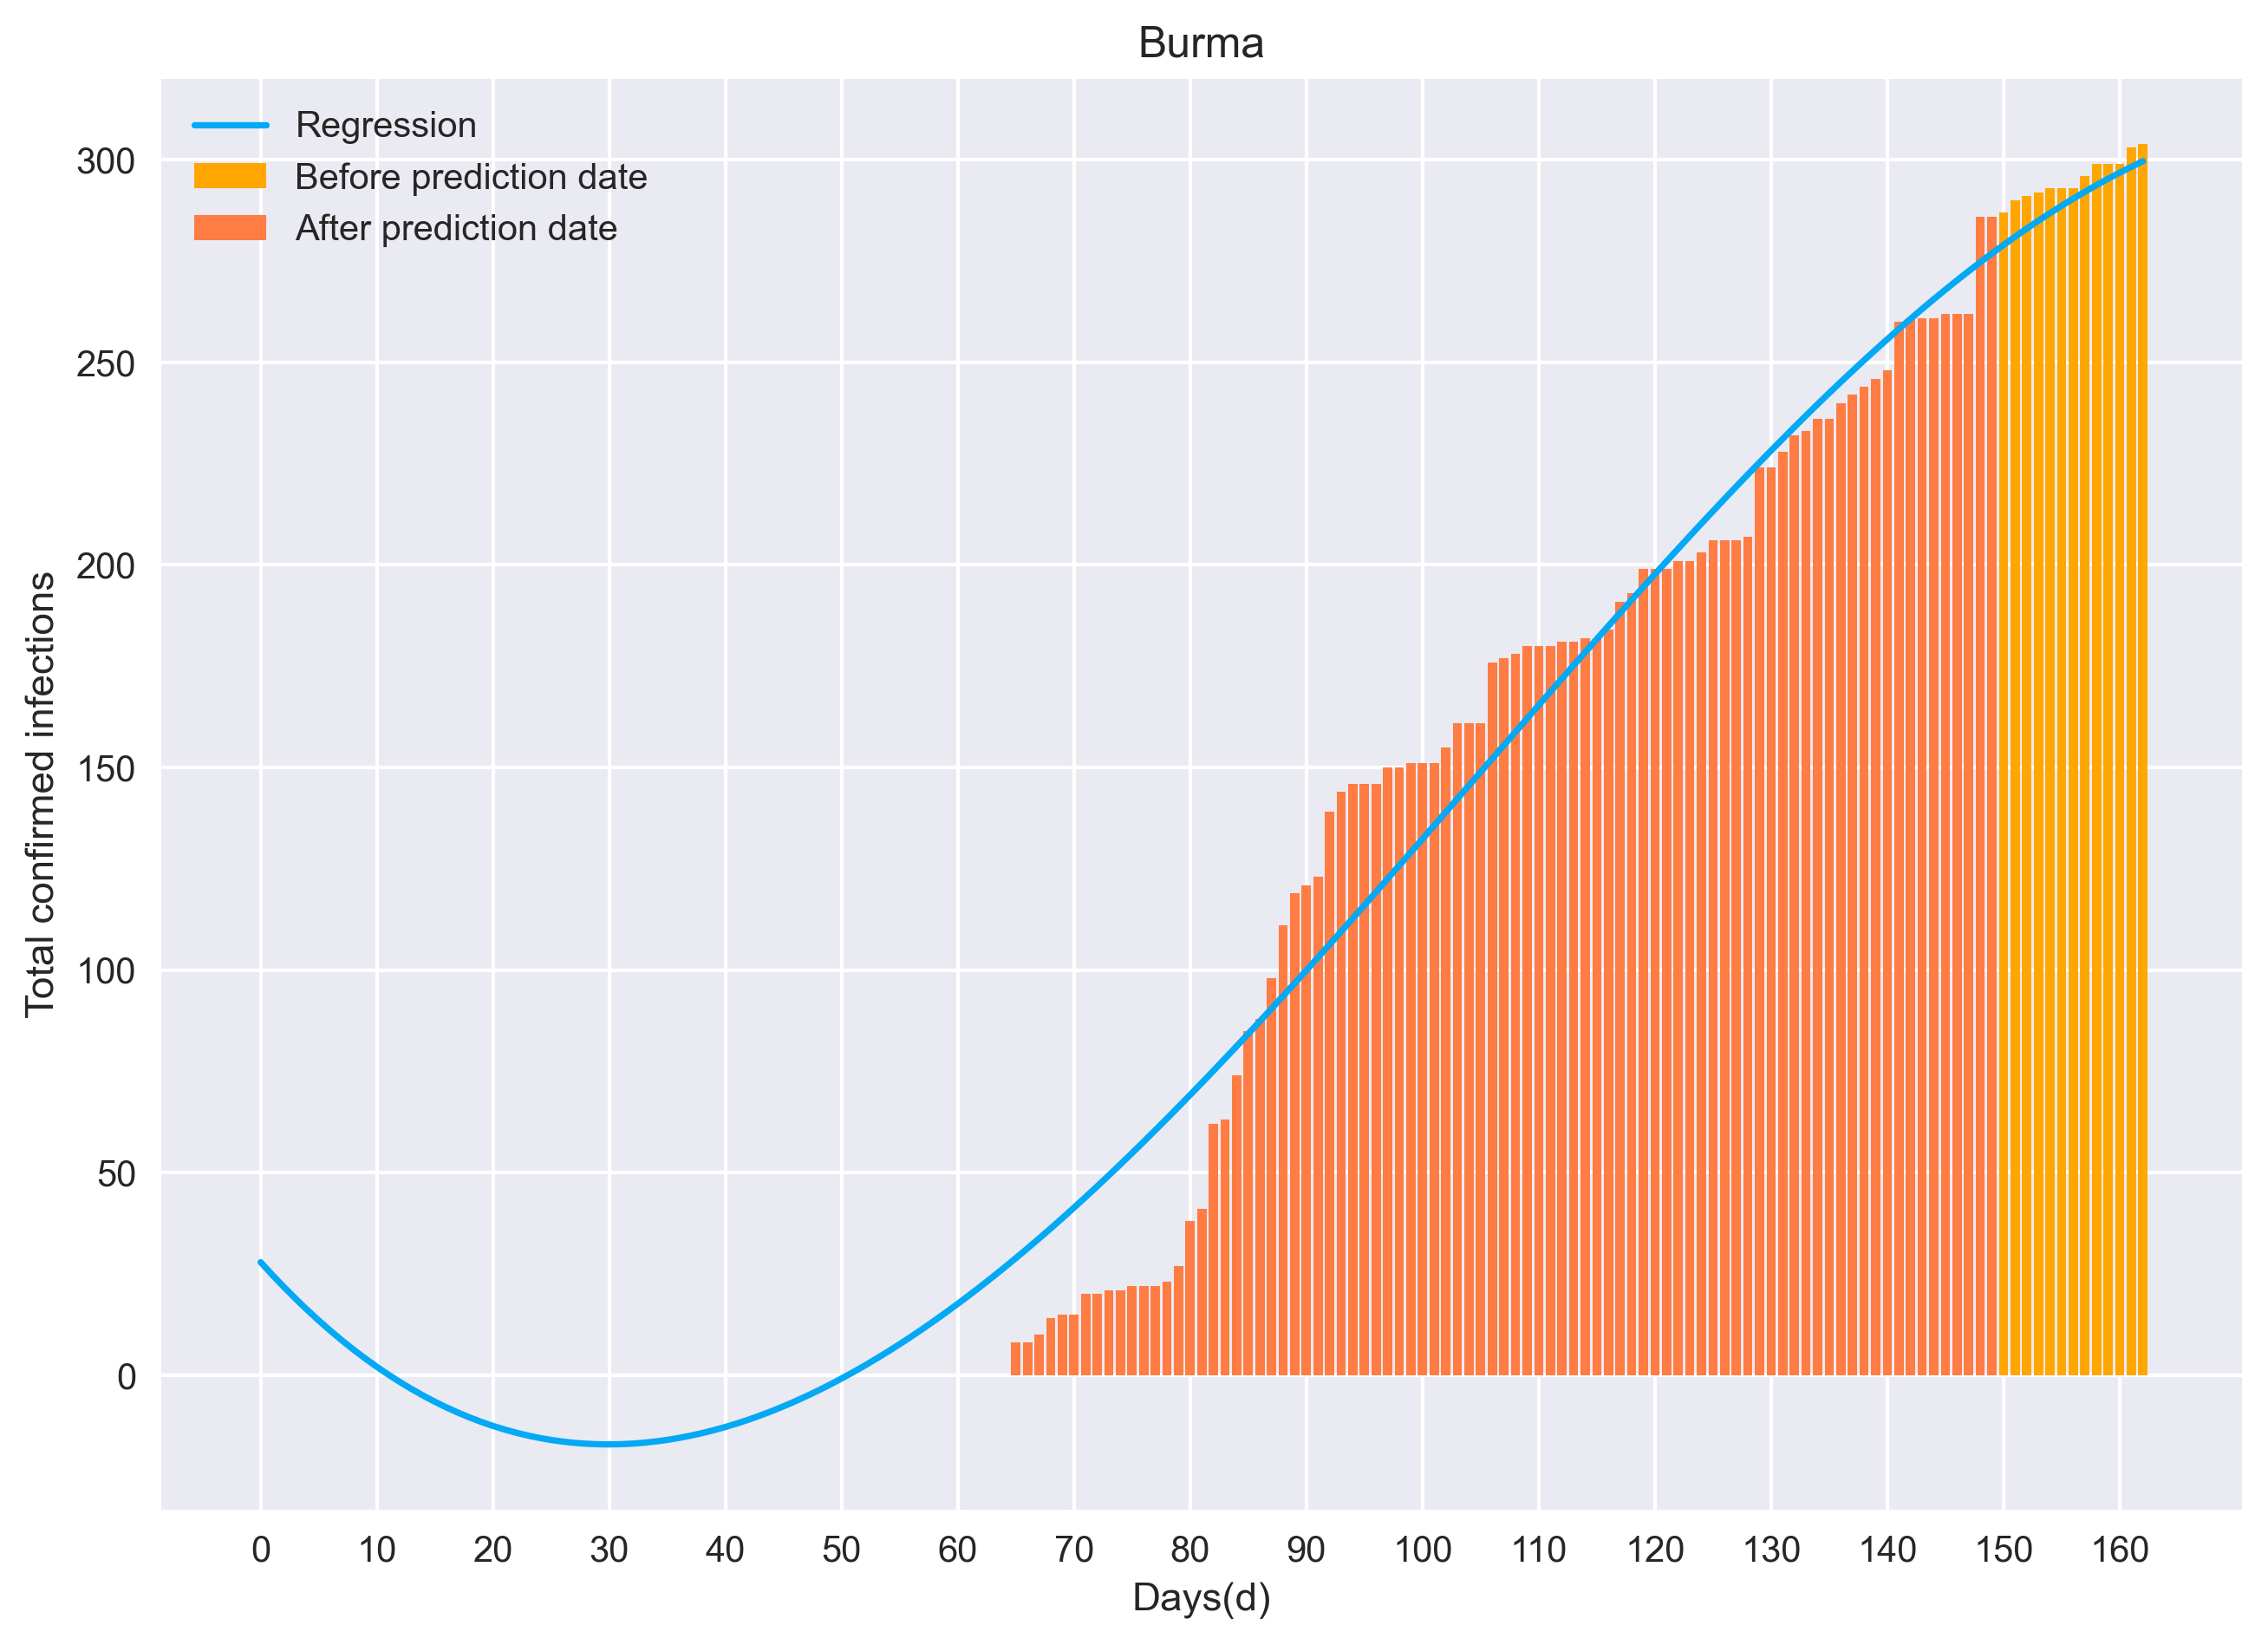 Burma
Regression
Before prediction date
After prediction date
Total confirmed infections
300
250
200
150
100
50
0
0 10 20 30 40 50 60 70 80 90 100 110 120 130 140 150 160
Days(d)